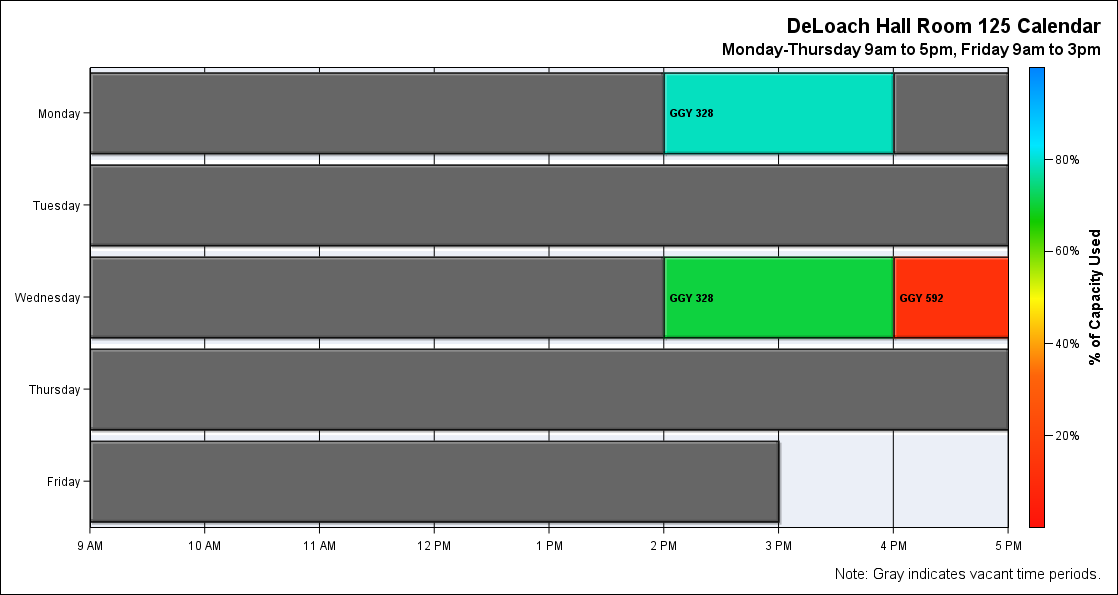 DeLoach Hall Room 125 Calendar
Monday-Thursday 9am to 5pm, Friday 9am to 3pm
Monday
GGY 328
Tuesday
Wednesday
GGY 328
GGY 592
Thursday
Friday
9 AM
10 AM
11 AM
12 PM
1 PM
2 PM
3 PM
4 PM
5 PM
80%
60%
40%
20%
% of Capacity Used
Note: Gray indicates vacant time periods.